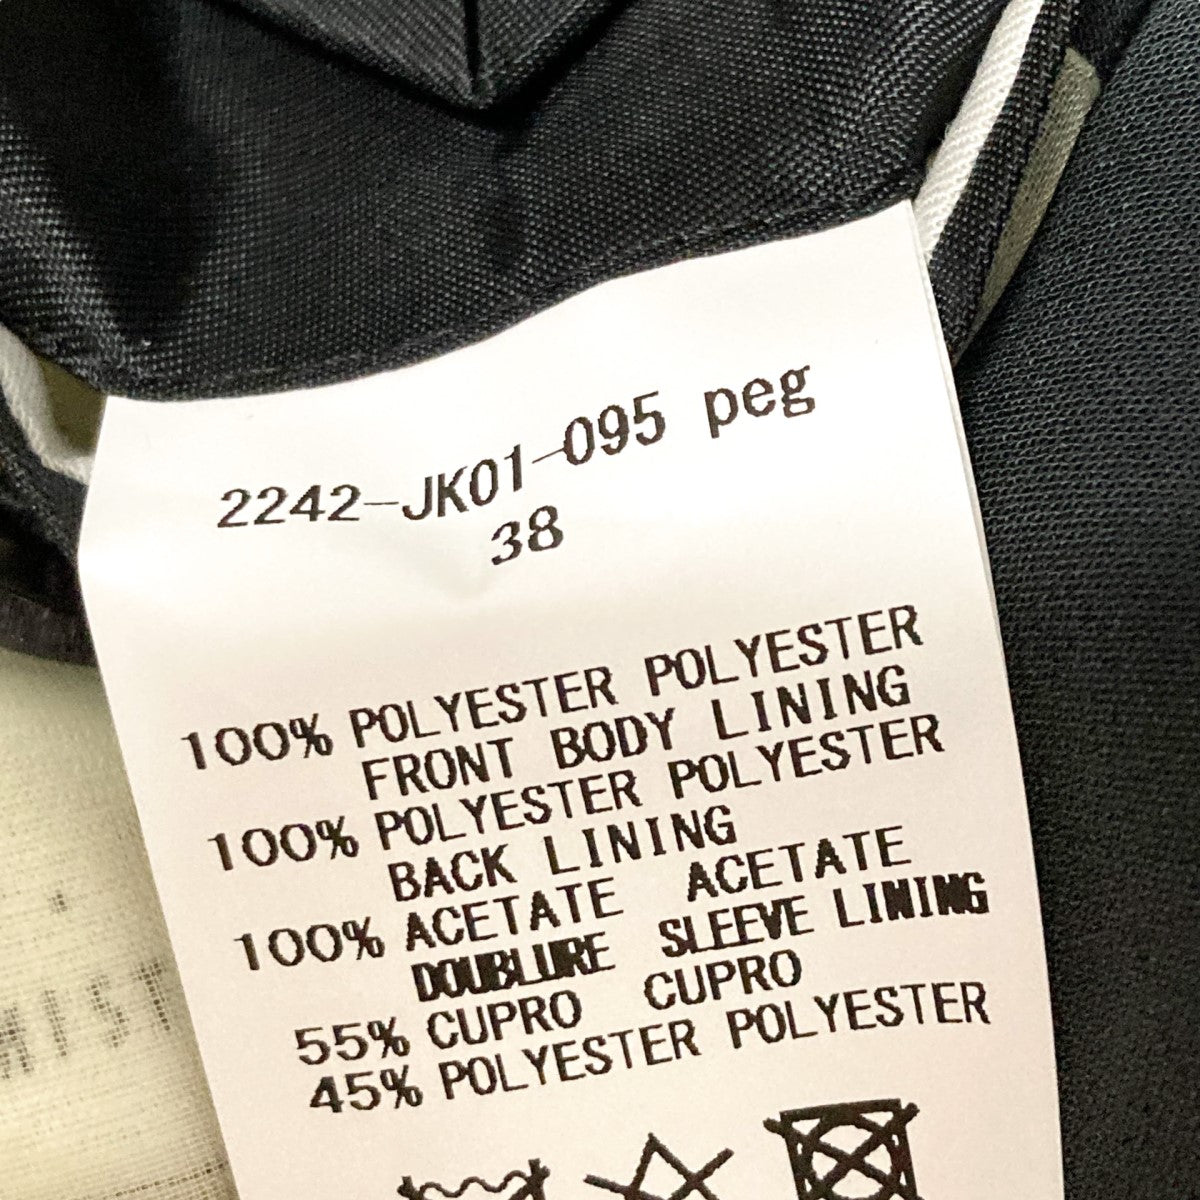 2242-JK01-095 peg
38
100% POLYESTER POLYESTER
FRONT BODY LINING
100% POLYESTER POLYESTER
BACK LINING
100% ACETATE ACETATE
DOUBLURE SLEEVE LINING
55% CUPRO CUPRO
45% POLYESTER POLYESTER